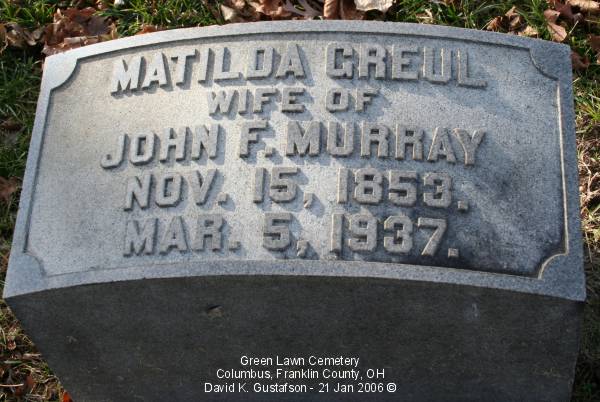 MATILDA GREUL
WIFE OF
JOHN F. MURRAY
NOV. 15, 1853.
MAR. 5, 1937.
Green Lawn Cemetery
Columbus, Franklin County, OH
David K. Gustafson - 21 Jan 2006 ©